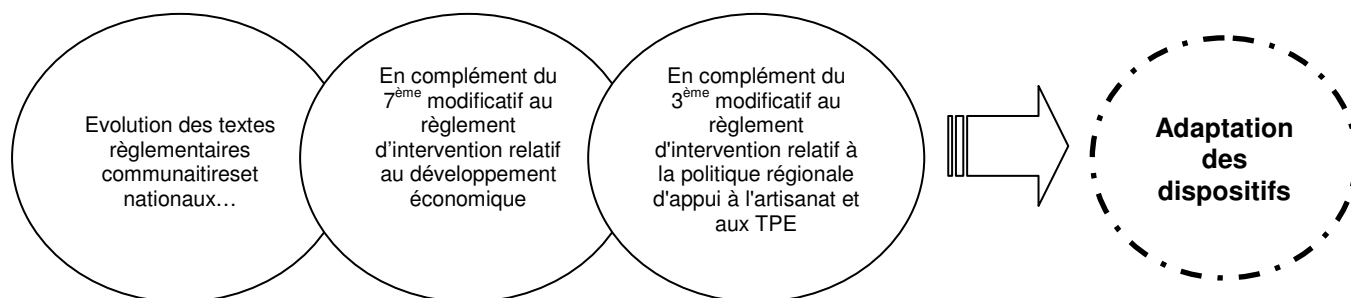 Evolution des textes
règlementaires
communaitireset
nationaux…
En complément du
7ème modificatif au
règlement
d'intervention relatif
au développement
économique
En complément du
3ème modificatif au
règlement
d'intervention relatif à
la politique régionale
d'appui à l'artisanat et
aux TPE
Adaptation
des
dispositifs